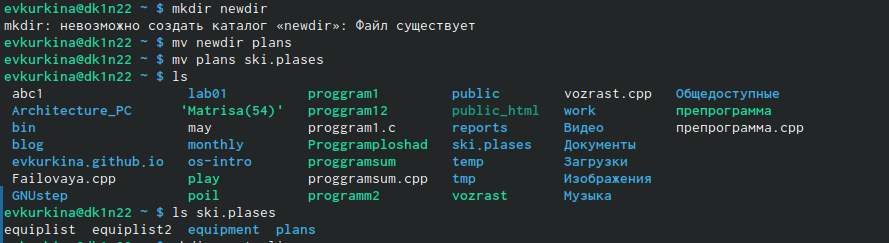 evkurkina@dk1n22 ~ $ mkdir newdir
mkdir: невозможно создать каталог «newdir»: Файл существует
evkurkina@dk1n22 ~ $ mv newdir plans
evkurkina@dk1n22 ~ $ mv plans ski.plases
evkurkina@dk1n22 ~ $ ls
abc1 lab01 proggram1 public vozrast.cpp Общедоступные
Architecture_PC 'Matrisa(54)' proggram12 public_html work препрограмма
bin may proggram1.c reports Видео препрограмма.cpp
blog monthly Proggramploshad ski.plases Документы
evkurkina.github.io os-intro proggramsum temp Загрузки
Failovaya.cpp play proggramsum.cpp tmp Изображения
GNUstep poil programm2 vozrast Музыка
evkurkina@dk1n22 ~ $ ls ski.plases
equiplist equiplist2 equipment plans